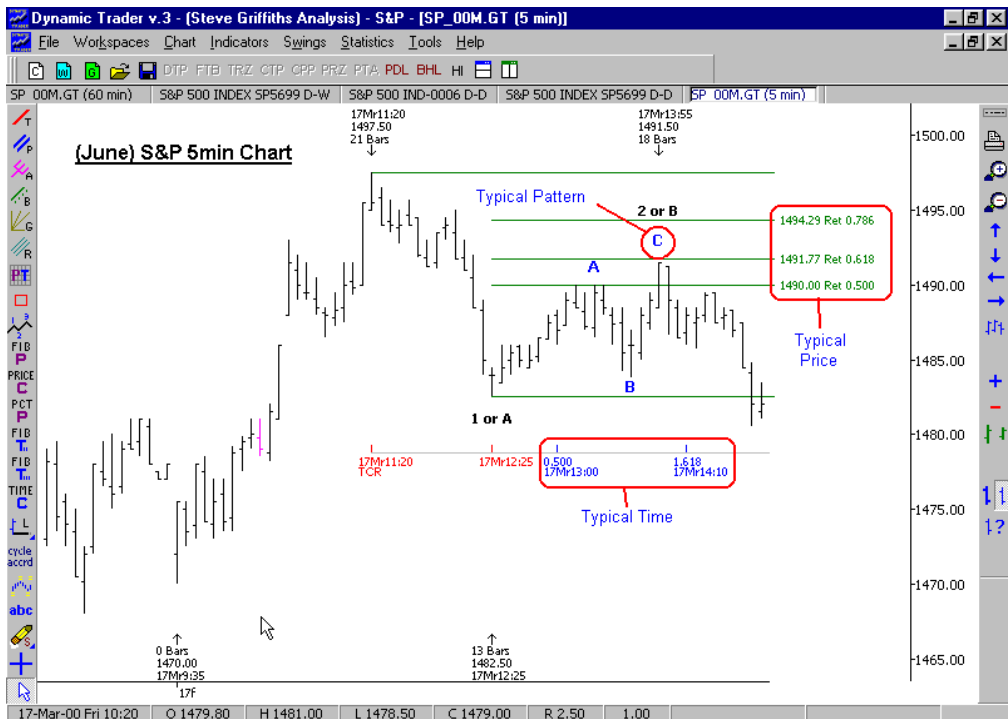 Dynamic Trader v.3 - (Steve Griffiths Analysis) - S&P - [SP_00M.GT (5 min)]
File Workspaces Chart Indicators Swings Statistics Tools Help
C W G DTP FTB TRZ CTP CPP PRZ PTA PDL BHL HI
SP_00M.GT (60 min) S&P 500 INDEX SP5699 D-W S&P 500 IND-0006 D-D S&P 500 INDEX SP5699 D-D SP_00M.GT (5 min)
17Mr11:20
1497.50
21 Bars
17Mr13:55
1491.50
18 Bars
(June) S&P 5min Chart
Typical Pattern
2 or B
C
A
B
1 or A
1494.29 Ret 0.786
1491.77 Ret 0.618
1490.00 Ret 0.500
Typical
Price
17Mr11:20
TCR
17Mr12:25
0.500
17Mr13:00
1.618
17Mr14:10
Typical Time
0 Bars
1470.00
17Mr9:35
17f
13 Bars
1482.50
17Mr12:25
1500.00
1495.00
1490.00
1485.00
1480.00
1475.00
1470.00
1465.00
T
P
A
B
G
R
PT
1 2 3
FIB
P
PRICE
C
PCT
P
FIB
T
FIB
T
TIME
C
L
cycle
accrd
abc
S
1?
17-Mar-00 Fri 10:20 O 1479.80 H 1481.00 L 1478.50 C 1479.00 R 2.50 1.00